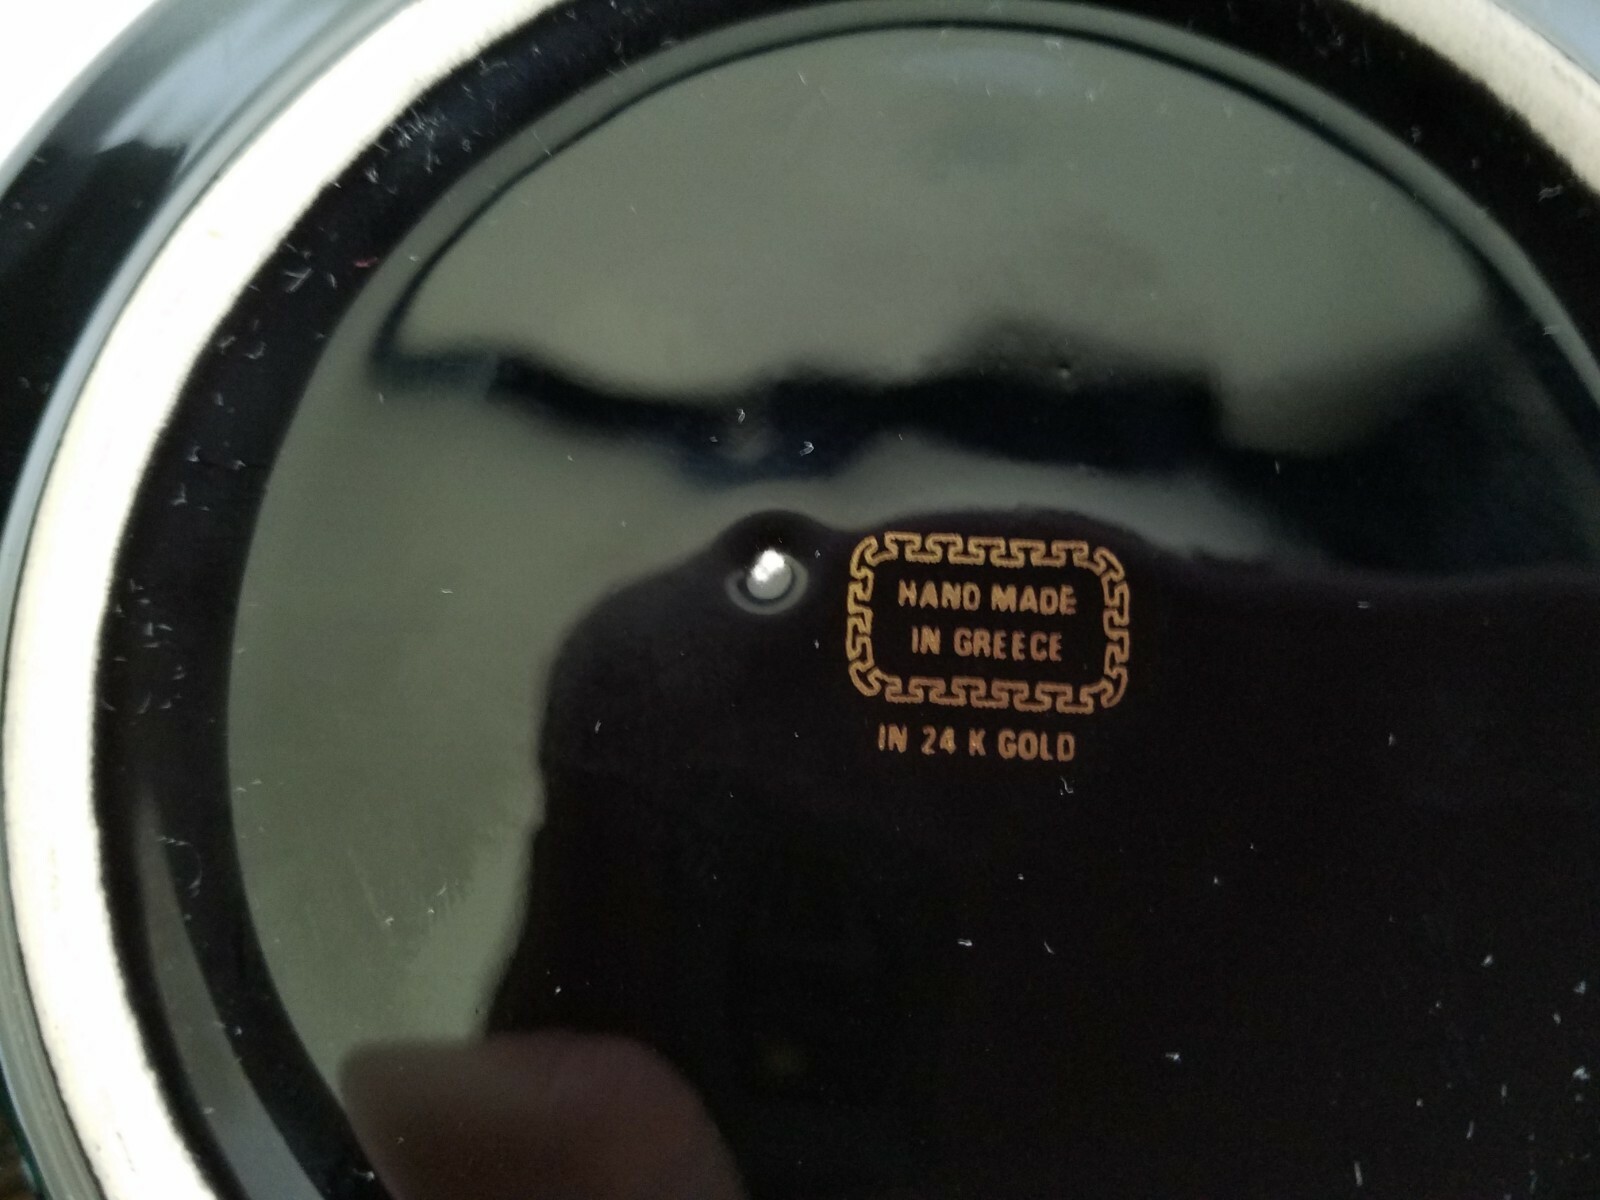 HAND MADE
IN GREECE
IN 24 K GOLD